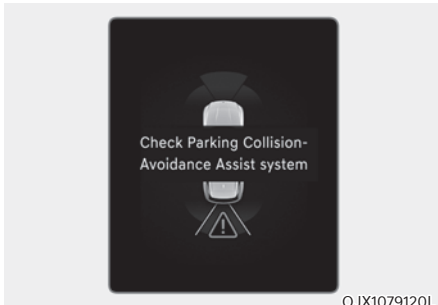 Check Parking Collision-
Avoidance Assist system
OJX1079120L